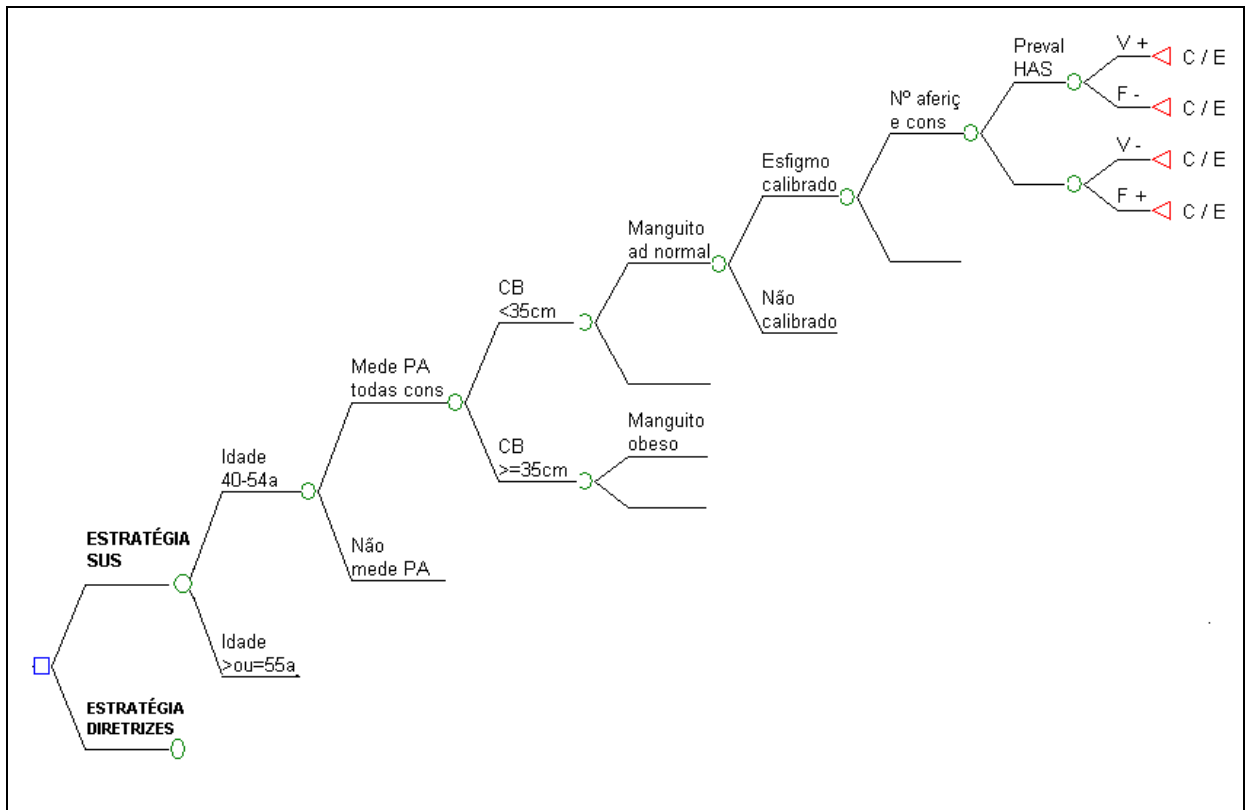 V +
C / E
Preval
HAS
F -
C / E
Nº aferiç
e cons
V -
C / E
Esfigmo
calibrado
F +
C / E
Manguito
ad normal
CB
<35cm
Não
calibrado
Mede PA
todas cons
Manguito
obeso
CB
>=35cm
Idade
40-54a
ESTRATÉGIA
SUS
Não
mede PA
Idade
>ou=55a
ESTRATÉGIA
DIRETRIZES